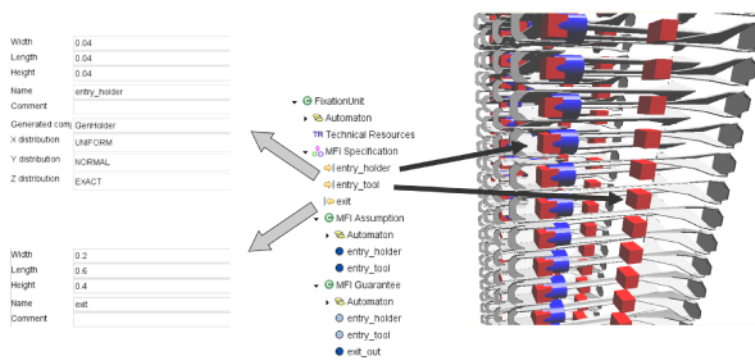 Width 0.04
Length 0.04
Height 0.04
Name entry_holder
Comment
Generated comp GenHolder
X distribution UNIFORM
Y distribution NORMAL
Z distribution EXACT
Width 0.2
Length 0.6
Height 0.4
Name exit
Comment
FixationUnit
Automaton
TR Technical Resources
MFI Specification
entry_holder
entry_tool
exit
MFI Assumption
Automaton
entry_holder
entry_tool
MFI Guarantee
Automaton
entry_holder
entry_tool
exit_out